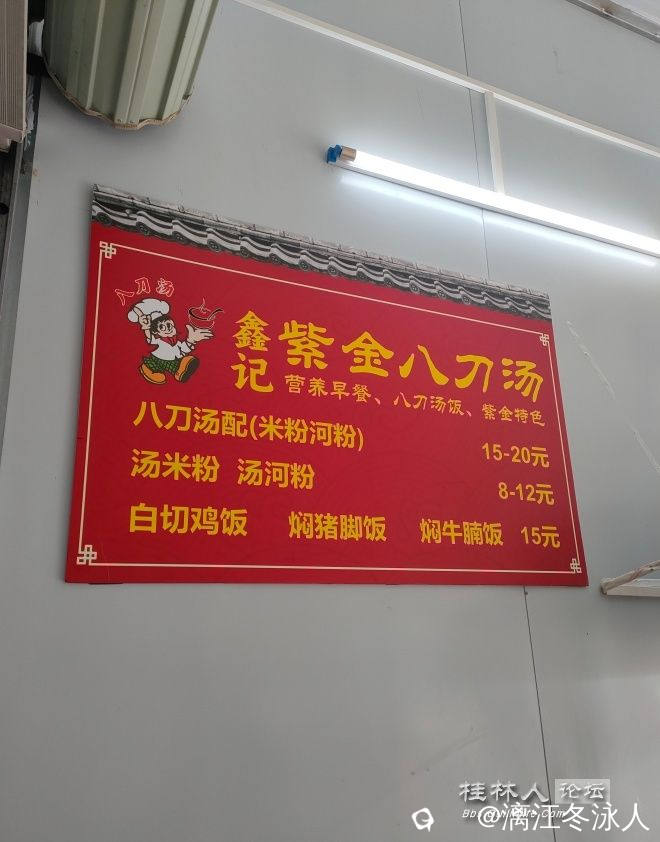 八刀汤
鑫记
紫金八刀汤
营养早餐、八刀汤饭、紫金特色
八刀汤配(米粉河粉) 15-20元
汤米粉 汤河粉 8-12元
白切鸡饭 焖猪脚饭 焖牛腩饭 15元
桂林人论坛
@漓江冬泳人